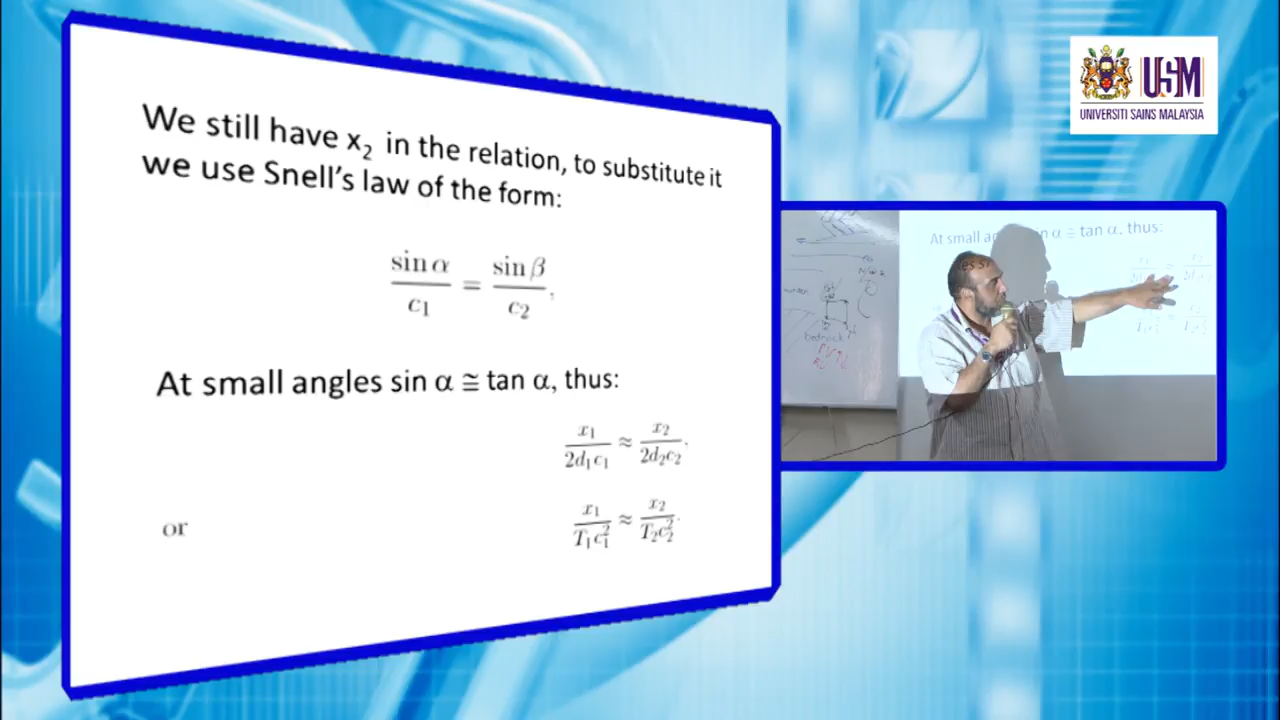 We still have x₂ in the relation, to substitute it
we use Snell's law of the form:
sin α / c₁ = sin β / c₂,
At small angles sin α ≅ tan α, thus:
x₁ / 2d₁c₁ ≈ x₂ / 2d₂c₂,
or
x₁ / T₁c₁² ≈ x₂ / T₂c₂².
USM
UNIVERSITI SAINS MALAYSIA
At small α ≅ tan α, thus:
bedrock